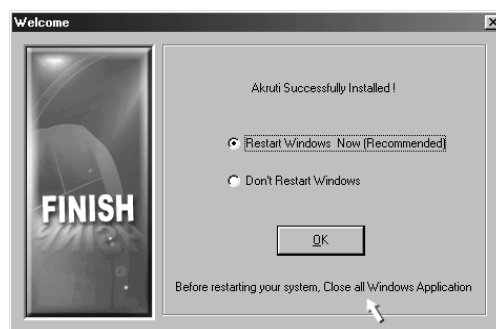 Welcome
Akruti Successfully Installed !
Restart Windows Now (Recommended)
Don't Restart Windows
FINISH
OK
Before restarting your system, Close all Windows Application